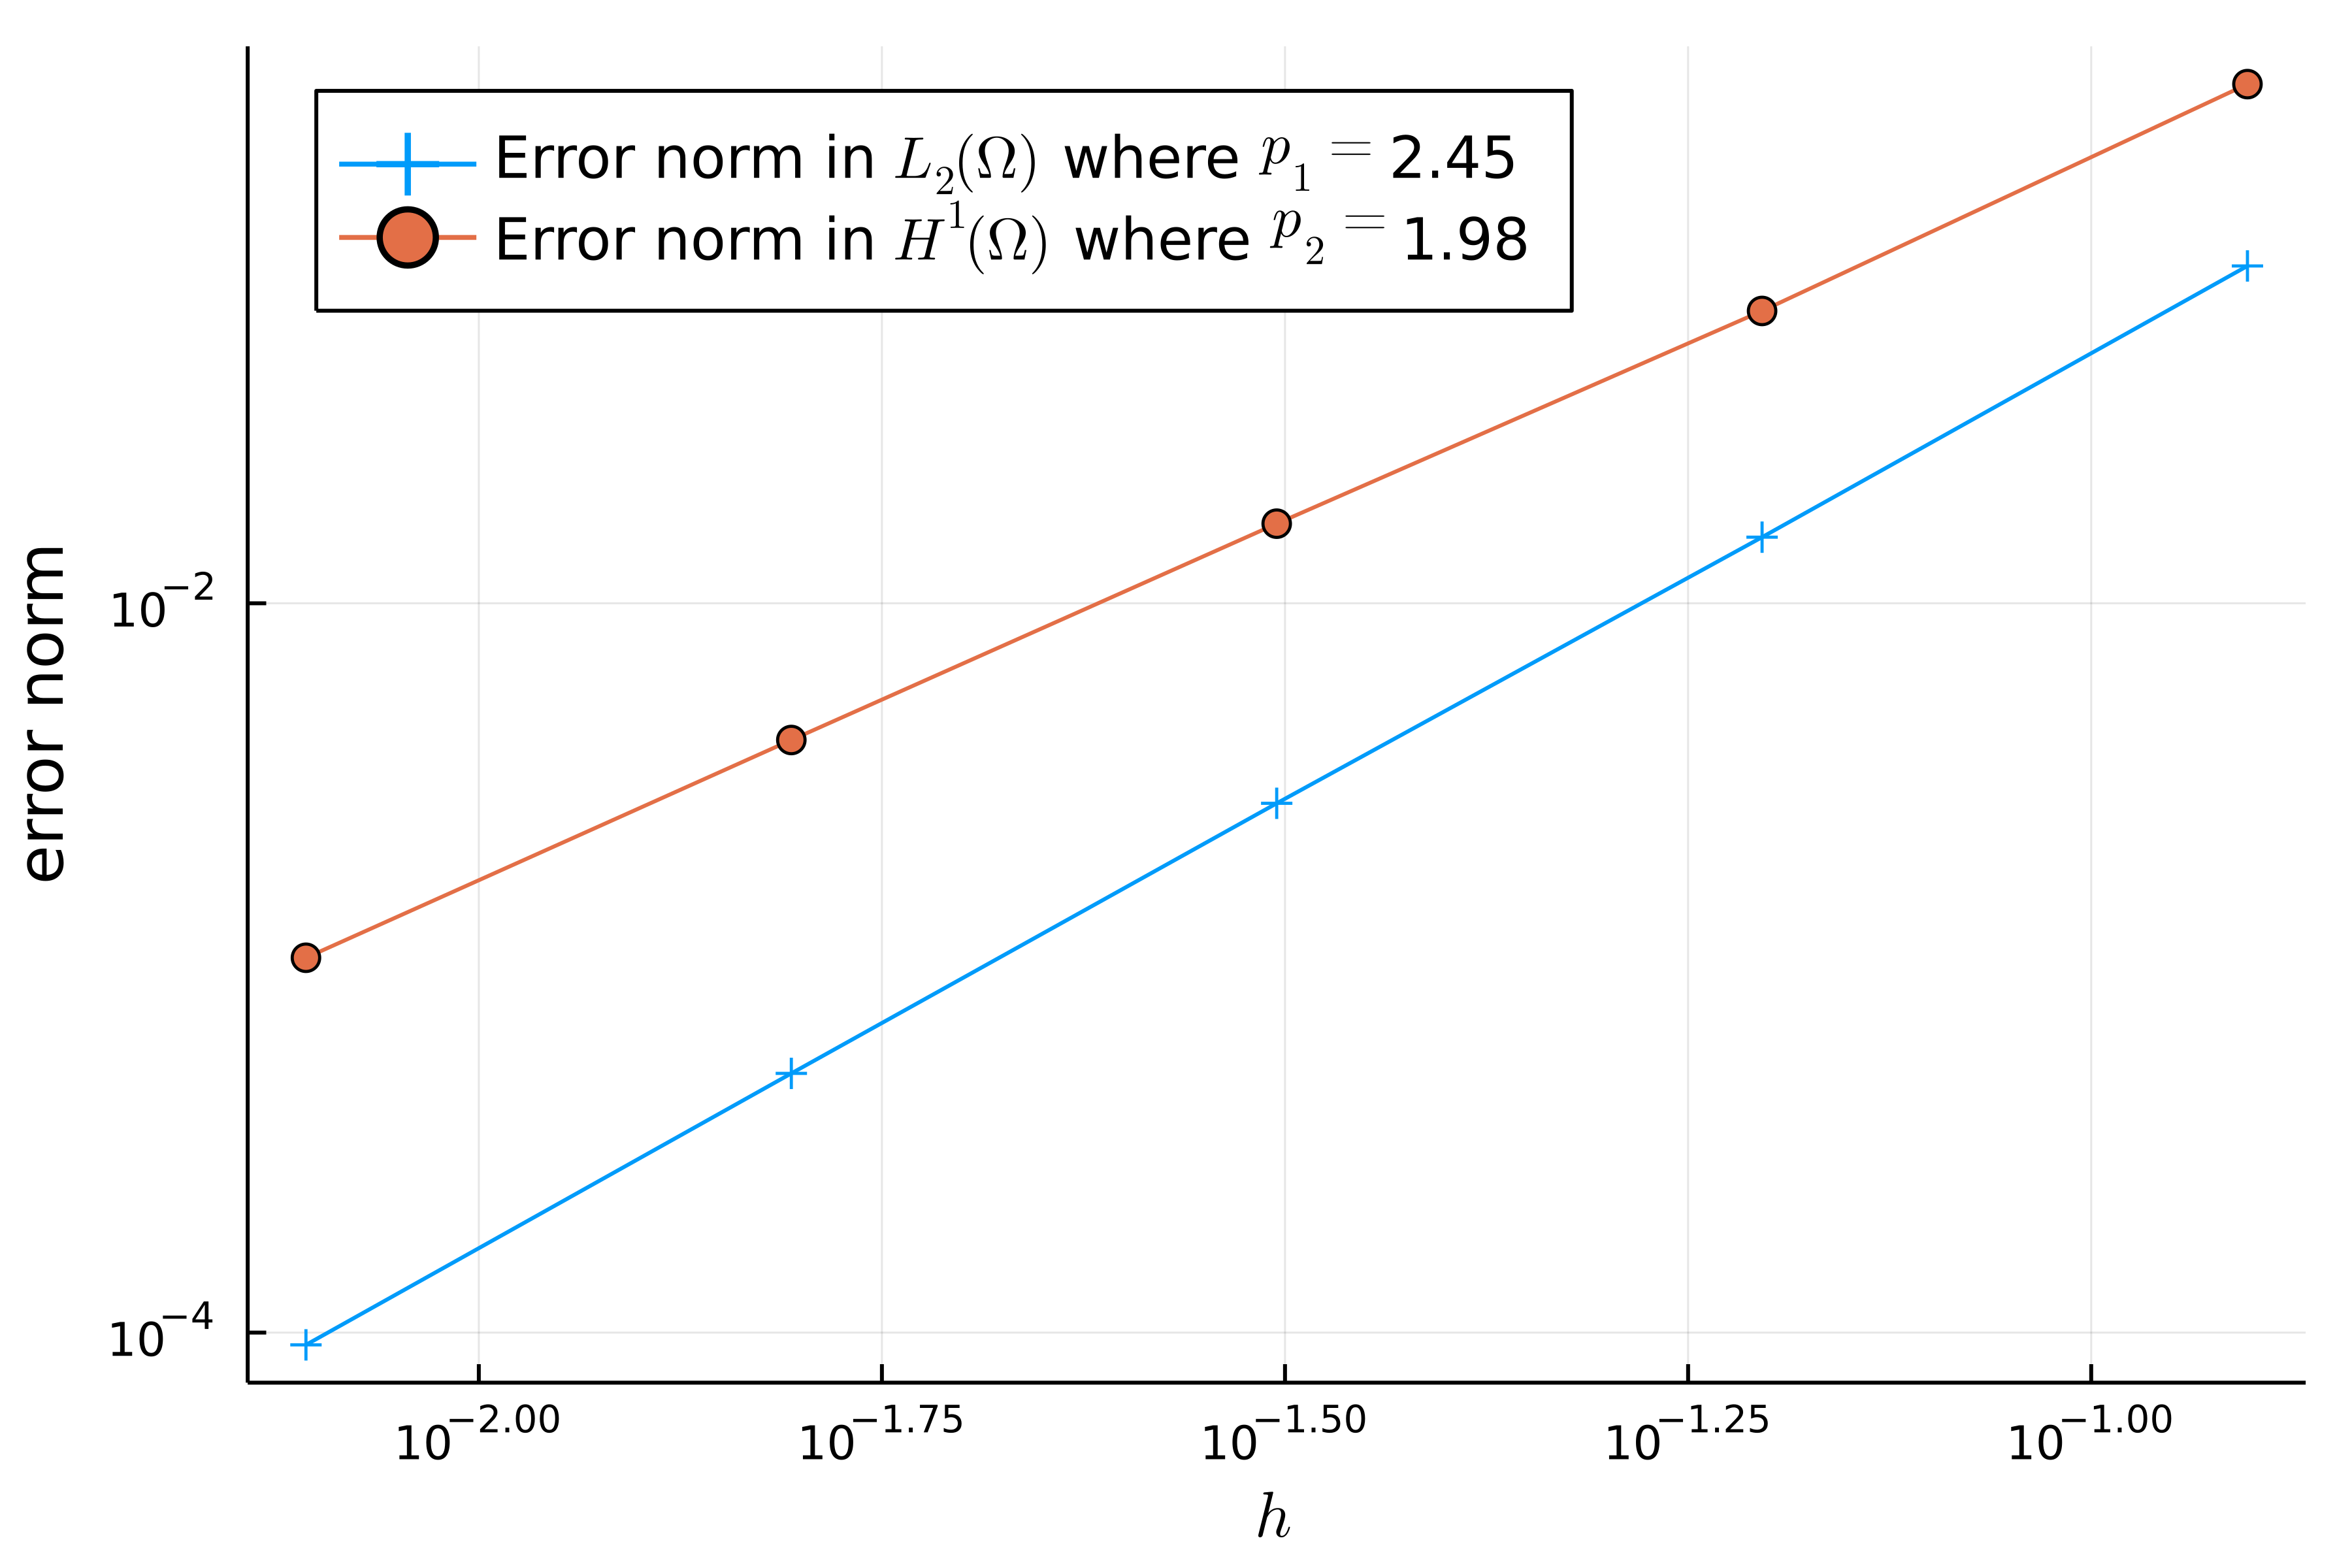 Error norm in L₂(Ω) where p₁ = 2.45
Error norm in H¹(Ω) where p₂ = 1.98
error norm
10⁻²
10⁻⁴
10^−2.00
10^−1.75
10^−1.50
10^−1.25
10^−1.00
h